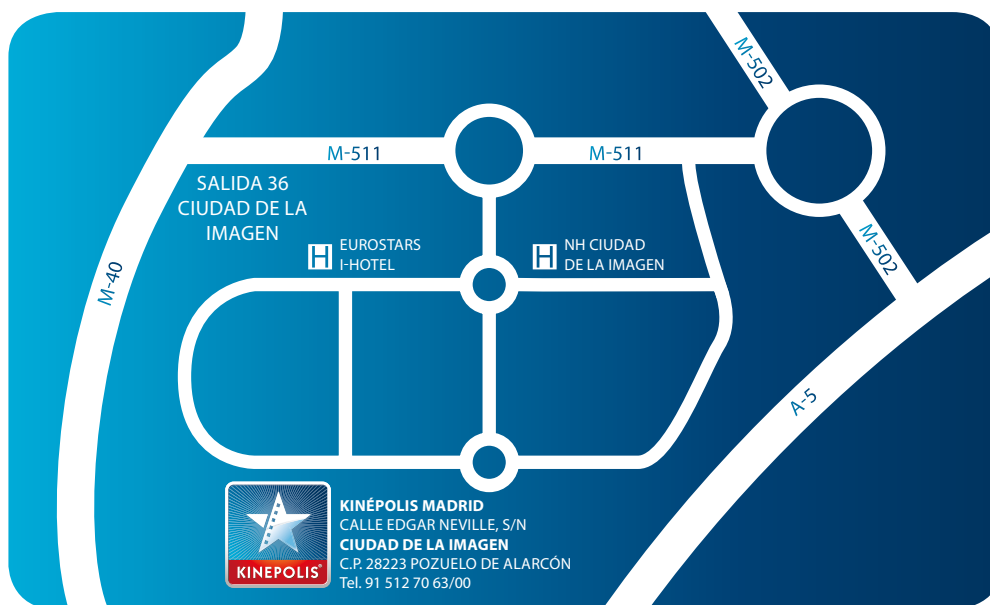 M-502
M-511
M-511
SALIDA 36
CIUDAD DE LA
IMAGEN
H
EUROSTARS
I-HOTEL
H
NH CIUDAD
DE LA IMAGEN
M-502
M-40
A-5
KINEPOLIS®
KINÉPOLIS MADRID
CALLE EDGAR NEVILLE, S/N
CIUDAD DE LA IMAGEN
C.P. 28223 POZUELO DE ALARCÓN
Tel. 91 512 70 63/00